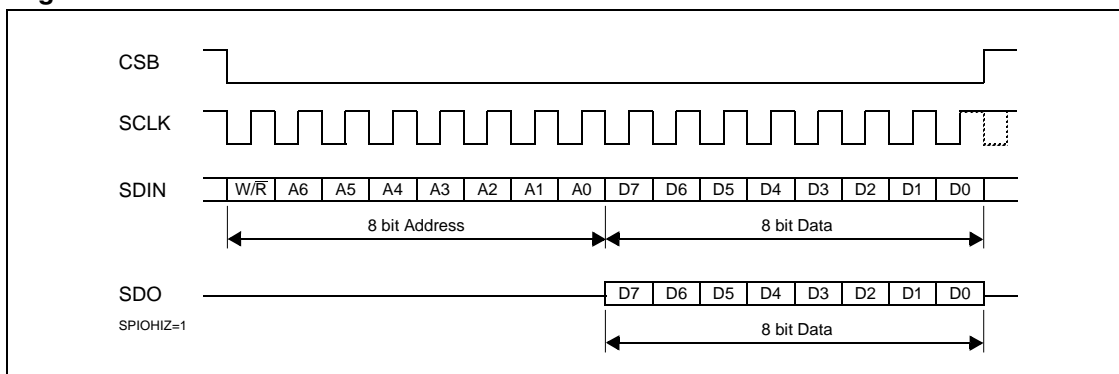 CSB
SCLK
SDIN W/R̅ A6 A5 A4 A3 A2 A1 A0 D7 D6 D5 D4 D3 D2 D1 D0
8 bit Address 8 bit Data
SDO D7 D6 D5 D4 D3 D2 D1 D0
SPIOHIZ=1
8 bit Data